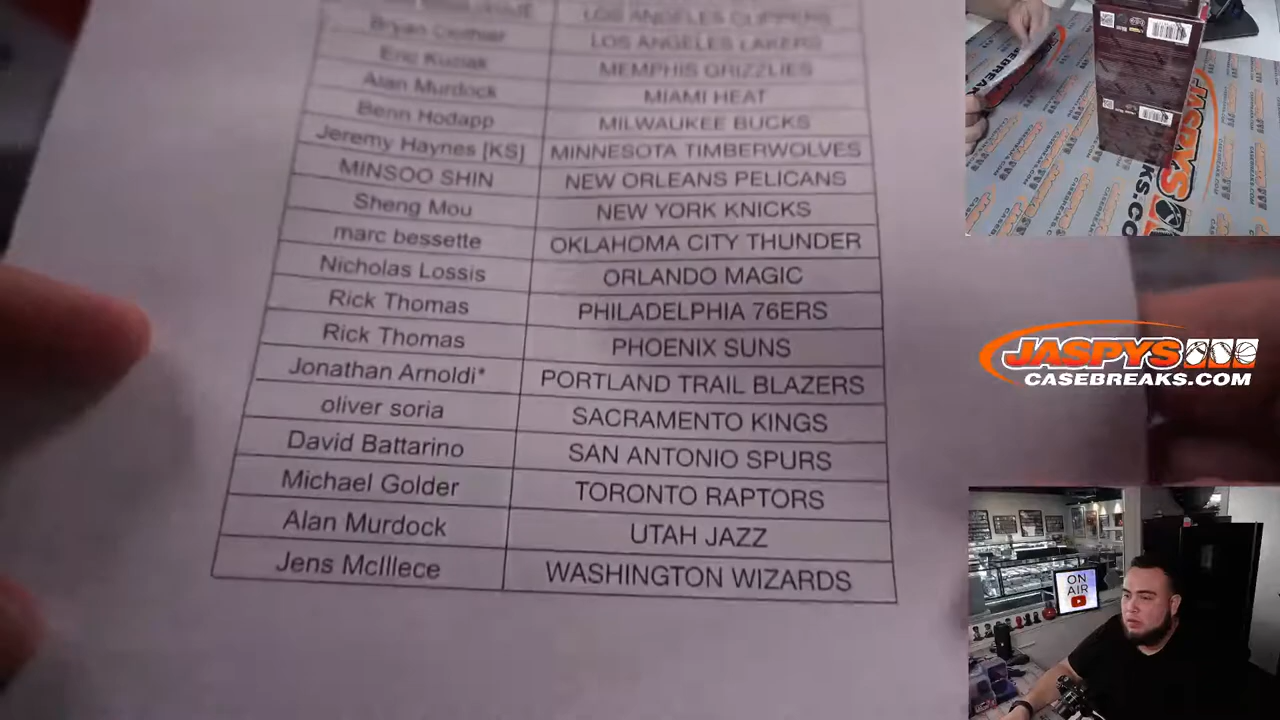 LOS ANGELES CLIPPERS
Bryan LOS ANGELES LAKERS
Eric Kuziak MEMPHIS GRIZZLIES
Alan Murdock MIAMI HEAT
Benn Hodapp MILWAUKEE BUCKS
Jeremy Haynes [KS] MINNESOTA TIMBERWOLVES
MINSOO SHIN NEW ORLEANS PELICANS
Sheng Mou NEW YORK KNICKS
marc bessette OKLAHOMA CITY THUNDER
Nicholas Lossis ORLANDO MAGIC
Rick Thomas PHILADELPHIA 76ERS
Rick Thomas PHOENIX SUNS
Jonathan Arnoldi* PORTLAND TRAIL BLAZERS
oliver soria SACRAMENTO KINGS
David Battarino SAN ANTONIO SPURS
Michael Golder TORONTO RAPTORS
Alan Murdock UTAH JAZZ
Jens McIllece WASHINGTON WIZARDS
JASPYS
CASEBREAKS.COM
ON
AIR